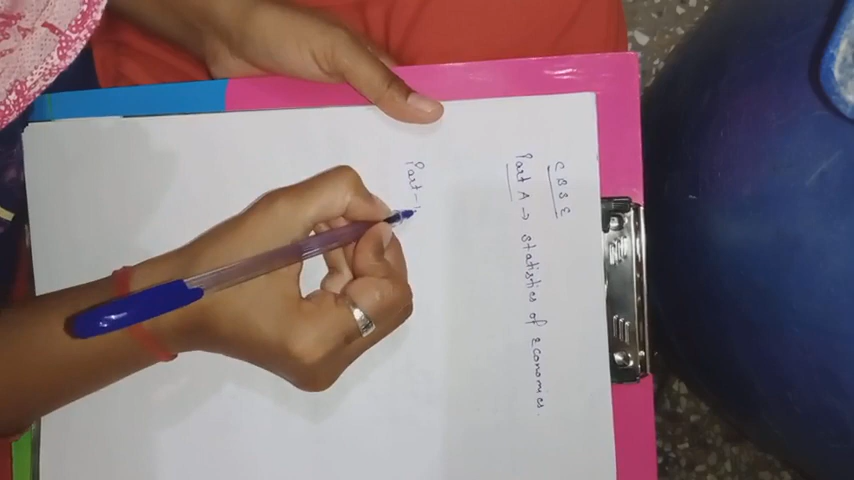 CBSE
Part A → Statistics of Economics.
Part-